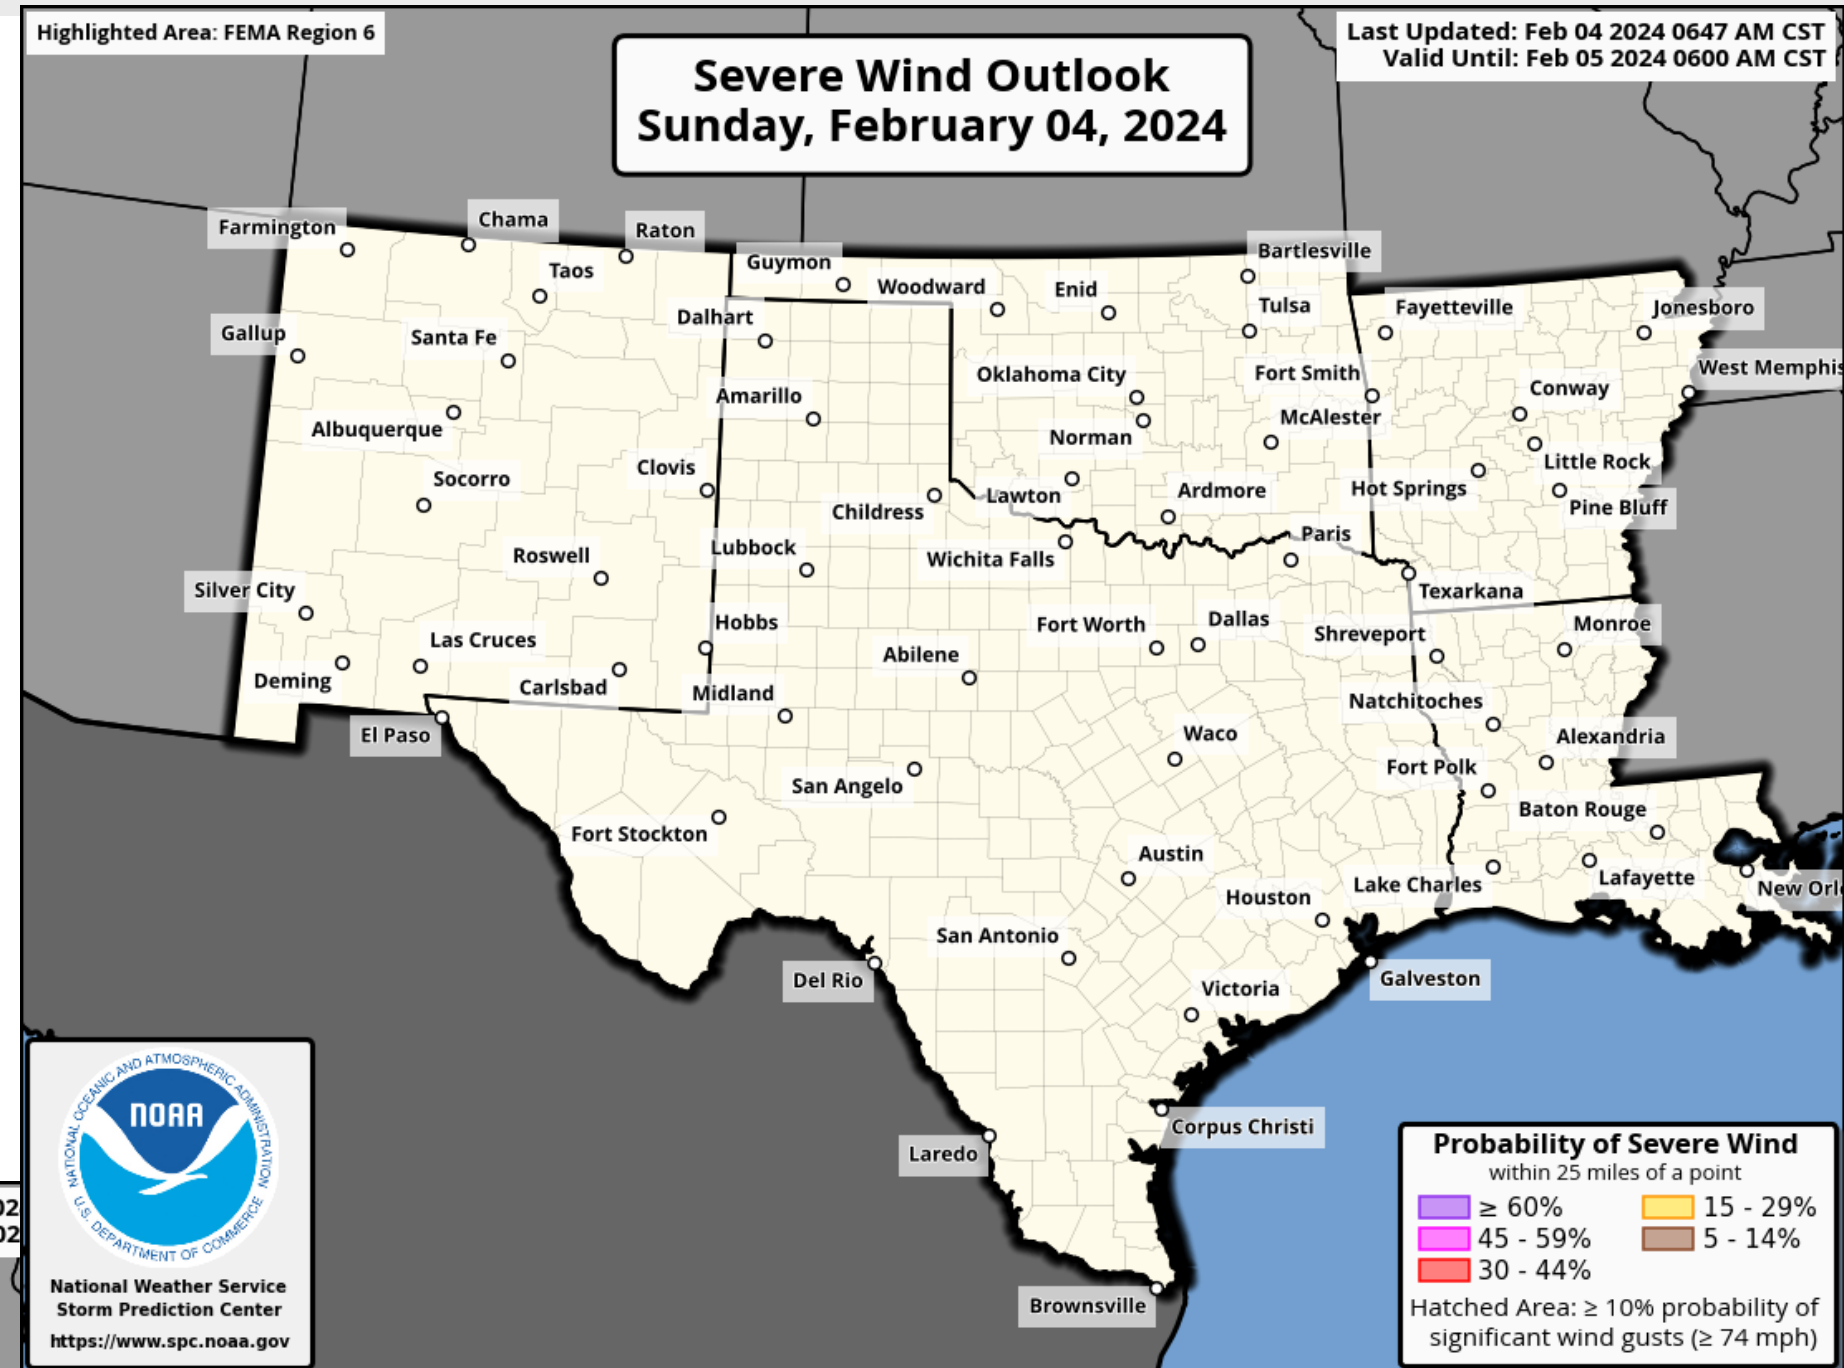 Highlighted Area: FEMA Region 6
Severe Wind Outlook
Sunday, February 04, 2024
Last Updated: Feb 04 2024 0647 AM CST
Valid Until: Feb 05 2024 0600 AM CST
Farmington
Chama
Raton
Taos
Guymon
Woodward
Enid
Bartlesville
Tulsa
Fayetteville
Jonesboro
Gallup
Santa Fe
Dalhart
Amarillo
Oklahoma City
Fort Smith
Conway
West Memphis
Albuquerque
Norman
McAlester
Little Rock
Socorro
Clovis
Childress
Lawton
Ardmore
Hot Springs
Pine Bluff
Roswell
Lubbock
Wichita Falls
Paris
Texarkana
Silver City
Las Cruces
Hobbs
Abilene
Fort Worth
Dallas
Shreveport
Monroe
Deming
Carlsbad
Midland
Natchitoches
El Paso
San Angelo
Waco
Fort Polk
Alexandria
Fort Stockton
Austin
Baton Rouge
Houston
Lake Charles
Lafayette
New Orl
San Antonio
Del Rio
Victoria
Galveston
Corpus Christi
Laredo
Brownsville
NATIONAL OCEANIC AND ATMOSPHERIC ADMINISTRATION
NOAA
U.S. DEPARTMENT OF COMMERCE
National Weather Service
Storm Prediction Center
https://www.spc.noaa.gov
02
02
Probability of Severe Wind
within 25 miles of a point
≥ 60% 15 - 29%
45 - 59% 5 - 14%
30 - 44%
Hatched Area: ≥ 10% probability of
significant wind gusts (≥ 74 mph)